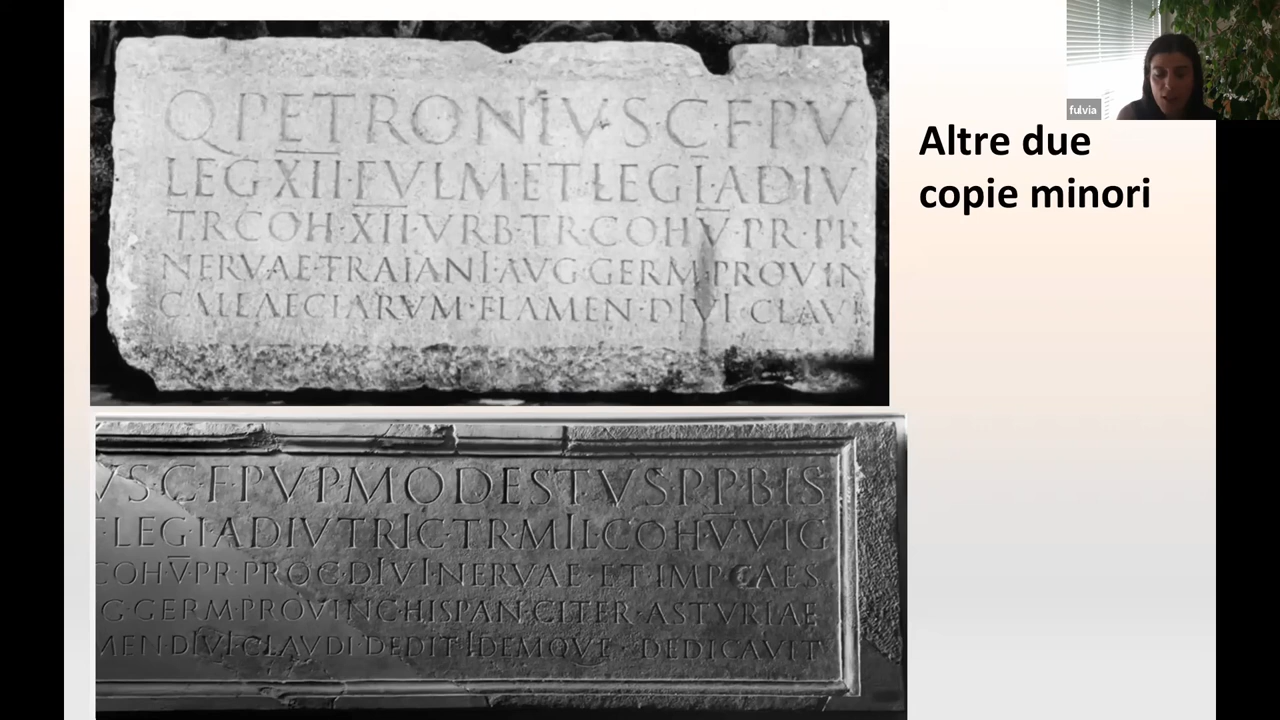 Q·PETRONIVS·C·F·PV
LEG·XII·FVLM·ET·LEG·I·ADIV
TR·COH·XII·VRB·TR·COH·V·PR·PR
NERVAE·TRAIANI·AVG·GERM·PROVIN
CALLAECIARVM·FLAMEN·DIVI·CLAV
VS·C·F·PVP·MODESTVS·P·P·BIS
LEG·I·ADIVTRIC·TR·MIL·COH·V·VIG
COH·V·PR·PROC·DIVI·NERVAE·ET·IMP·CAES
G·GERM·PROVINC·HISPAN·CITER·ASTVRIAE
MEN·DIVI·CLAVDI·DEDIT·IDEMQVE·DEDICAVIT
fulvia
Altre due
copie minori